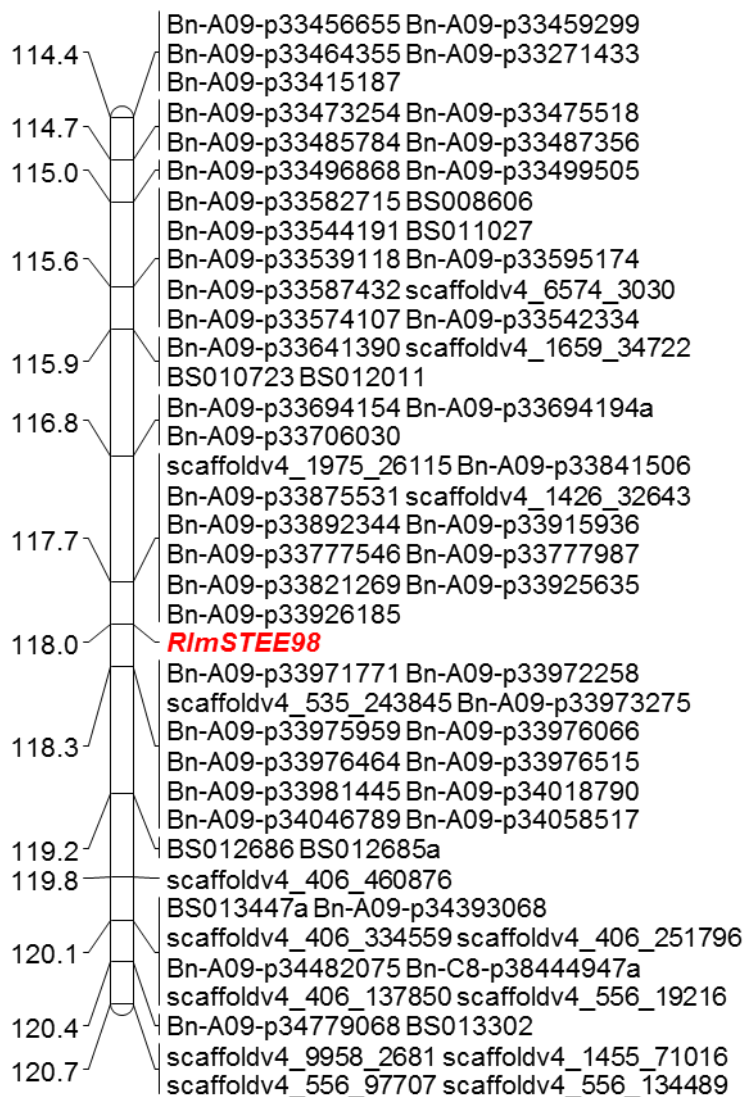 Bn-A09-p33456655 Bn-A09-p33459299
114.4 Bn-A09-p33464355 Bn-A09-p33271433
Bn-A09-p33415187
Bn-A09-p33473254 Bn-A09-p33475518
114.7
Bn-A09-p33485784 Bn-A09-p33487356
115.0 Bn-A09-p33496868 Bn-A09-p33499505
Bn-A09-p33582715 BS008606
Bn-A09-p33544191 BS011027
115.6 Bn-A09-p33539118 Bn-A09-p33595174
Bn-A09-p33587432 scaffoldv4_6574_3030
Bn-A09-p33574107 Bn-A09-p33542334
Bn-A09-p33641390 scaffoldv4_1659_34722
115.9
BS010723 BS012011
Bn-A09-p33694154 Bn-A09-p33694194a
116.8
Bn-A09-p33706030
scaffoldv4_1975_26115 Bn-A09-p33841506
Bn-A09-p33875531 scaffoldv4_1426_32643
Bn-A09-p33892344 Bn-A09-p33915936
117.7
Bn-A09-p33777546 Bn-A09-p33777987
Bn-A09-p33821269 Bn-A09-p33925635
Bn-A09-p33926185
118.0 RlmSTEE98
Bn-A09-p33971771 Bn-A09-p33972258
scaffoldv4_535_243845 Bn-A09-p33973275
Bn-A09-p33975959 Bn-A09-p33976066
118.3
Bn-A09-p33976464 Bn-A09-p33976515
Bn-A09-p33981445 Bn-A09-p34018790
Bn-A09-p34046789 Bn-A09-p34058517
119.2 BS012686 BS012685a
119.8 scaffoldv4_406_460876
BS013447a Bn-A09-p34393068
scaffoldv4_406_334559 scaffoldv4_406_251796
120.1
Bn-A09-p34482075 Bn-C8-p38444947a
scaffoldv4_406_137850 scaffoldv4_556_19216
120.4 Bn-A09-p34779068 BS013302
scaffoldv4_9958_2681 scaffoldv4_1455_71016
120.7
scaffoldv4_556_97707 scaffoldv4_556_134489